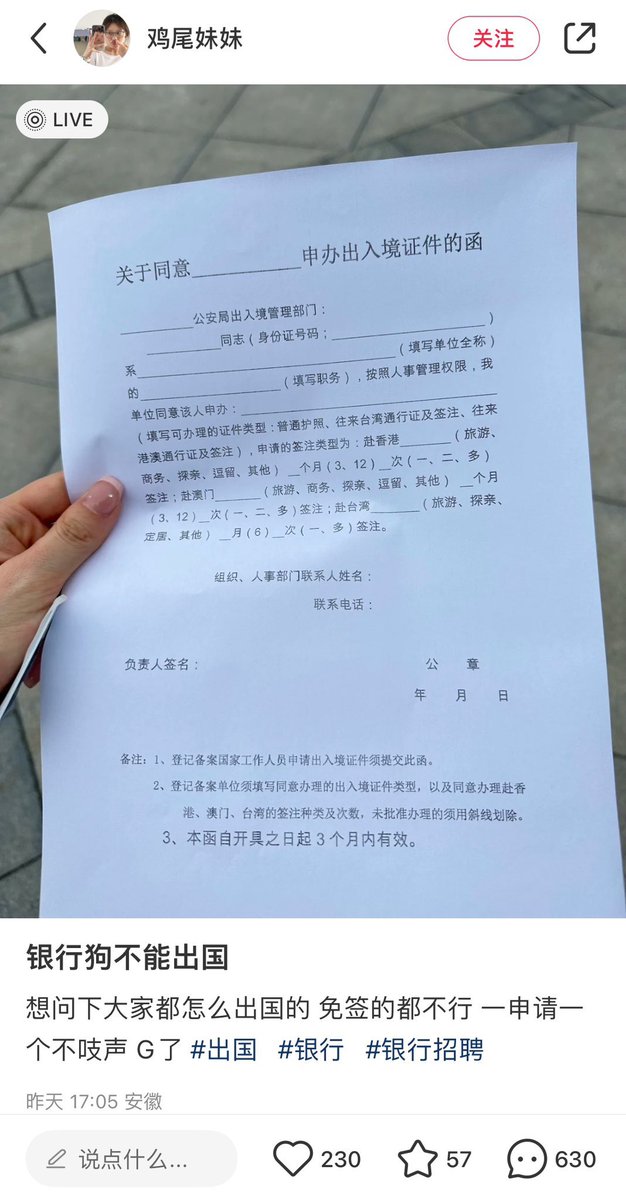 鸡尾妹妹
关注
LIVE
关于同意__________申办出入境证件的函
__________公安局出入境管理部门：
__________同志（身份证号码；____________________）
系______________________________（填写单位全称）
的________________（填写职务），按照人事管理权限，我
单位同意该人申办：______________________________
（填写可办理的证件类型：普通护照、往来台湾通行证及签注、往来
港澳通行证及签注），申请的签注类型为：赴香港_______（旅游、
商务、探亲、逗留、其他）__个月（3、12）__次（一、二、多）
签注；赴澳门______（旅游、商务、探亲、逗留、其他）__个月
（3、12）__次（一、二、多）签注；赴台湾_______（旅游、探亲、
定居、其他）__月（6）__次（一、多）签注。
组织、人事部门联系人姓名：
联系电话：
负责人签名： 公 章
年 月 日
备注：1、登记备案国家工作人员申请出入境证件须提交此函。
2、登记备案单位须填写同意办理的出入境证件类型，以及同意办理赴香
港、澳门、台湾的签注种类及次数，未批准办理的须用斜线划除。
3、本函自开具之日起3个月内有效。
银行狗不能出国
想问下大家都怎么出国的 免签的都不行 一申请一
个不吱声 G了 #出国 #银行 #银行招聘
昨天 17:05 安徽
说点什么... 230 57 630